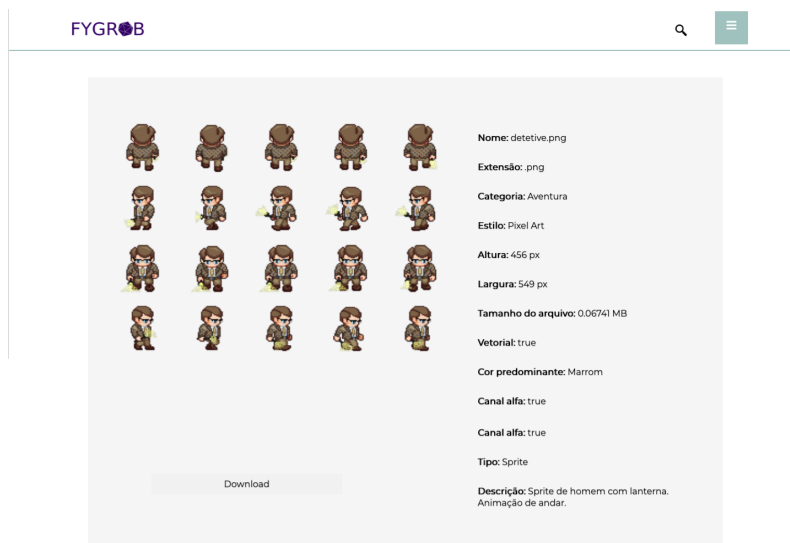 FYGROB
Nome: detetive.png
Extensão: .png
Categoria: Aventura
Estilo: Pixel Art
Altura: 456 px
Largura: 549 px
Tamanho do arquivo: 0.06741 MB
Vetorial: true
Cor predominante: Marrom
Canal alfa: true
Canal alfa: true
Tipo: Sprite
Descrição: Sprite de homem com lanterna.
Animação de andar.
Download